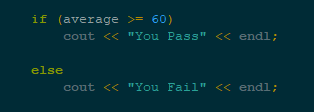 if (average >= 60)
cout << "You Pass" << endl;
else
cout << "You Fail" << endl;